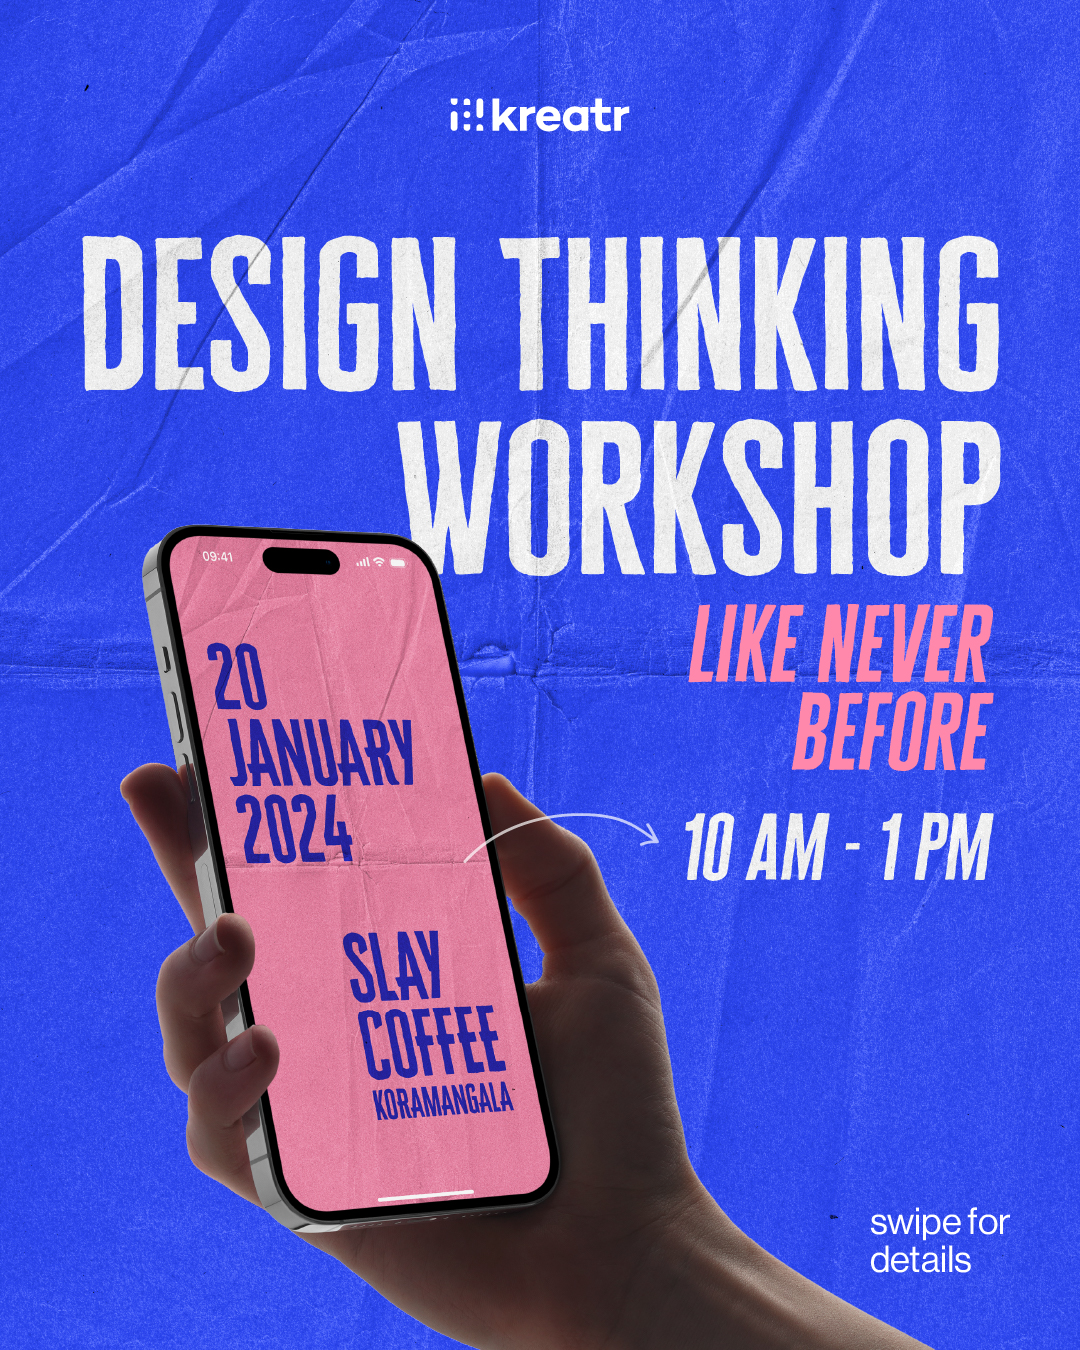 kreatr
DESIGN THINKING
WORKSHOP
LIKE NEVER
BEFORE
10 AM - 1 PM
09:41
20
JANUARY
2024
SLAY
COFFEE
KORAMANGALA
swipe for
details